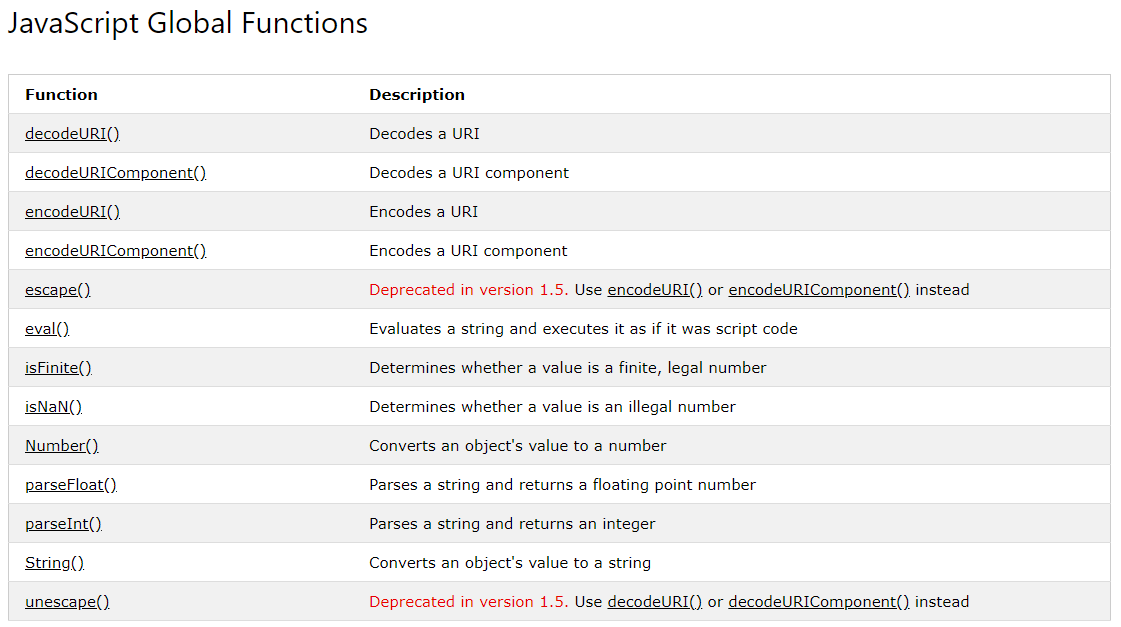 JavaScript Global Functions
Function Description
decodeURI() Decodes a URI
decodeURIComponent() Decodes a URI component
encodeURI() Encodes a URI
encodeURIComponent() Encodes a URI component
escape() Deprecated in version 1.5. Use encodeURI() or encodeURIComponent() instead
eval() Evaluates a string and executes it as if it was script code
isFinite() Determines whether a value is a finite, legal number
isNaN() Determines whether a value is an illegal number
Number() Converts an object's value to a number
parseFloat() Parses a string and returns a floating point number
parseInt() Parses a string and returns an integer
String() Converts an object's value to a string
unescape() Deprecated in version 1.5. Use decodeURI() or decodeURIComponent() instead